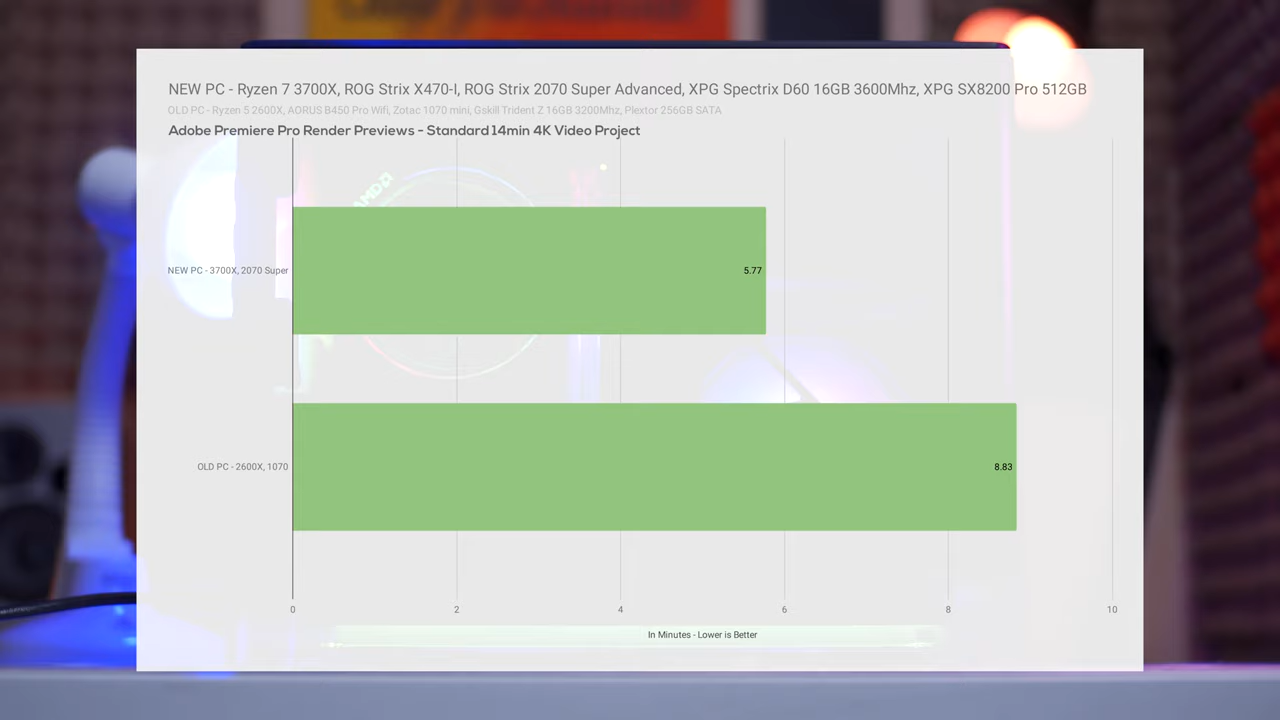 NEW PC - Ryzen 7 3700X, ROG Strix X470-I, ROG Strix 2070 Super Advanced, XPG Spectrix D60 16GB 3600Mhz, XPG SX8200 Pro 512GB
OLD PC - Ryzen 5 2600X, AORUS B450 Pro Wifi, Zotac 1070 mini, Gskill Trident Z 16GB 3200Mhz, Plextor 256GB SATA
Adobe Premiere Pro Render Previews - Standard 14min 4K Video Project
AMD
NEW PC - 3700X, 2070 Super
5.77
OLD PC - 2600X, 1070
8.83
0 2 4 6 8 10
In Minutes - Lower is Better